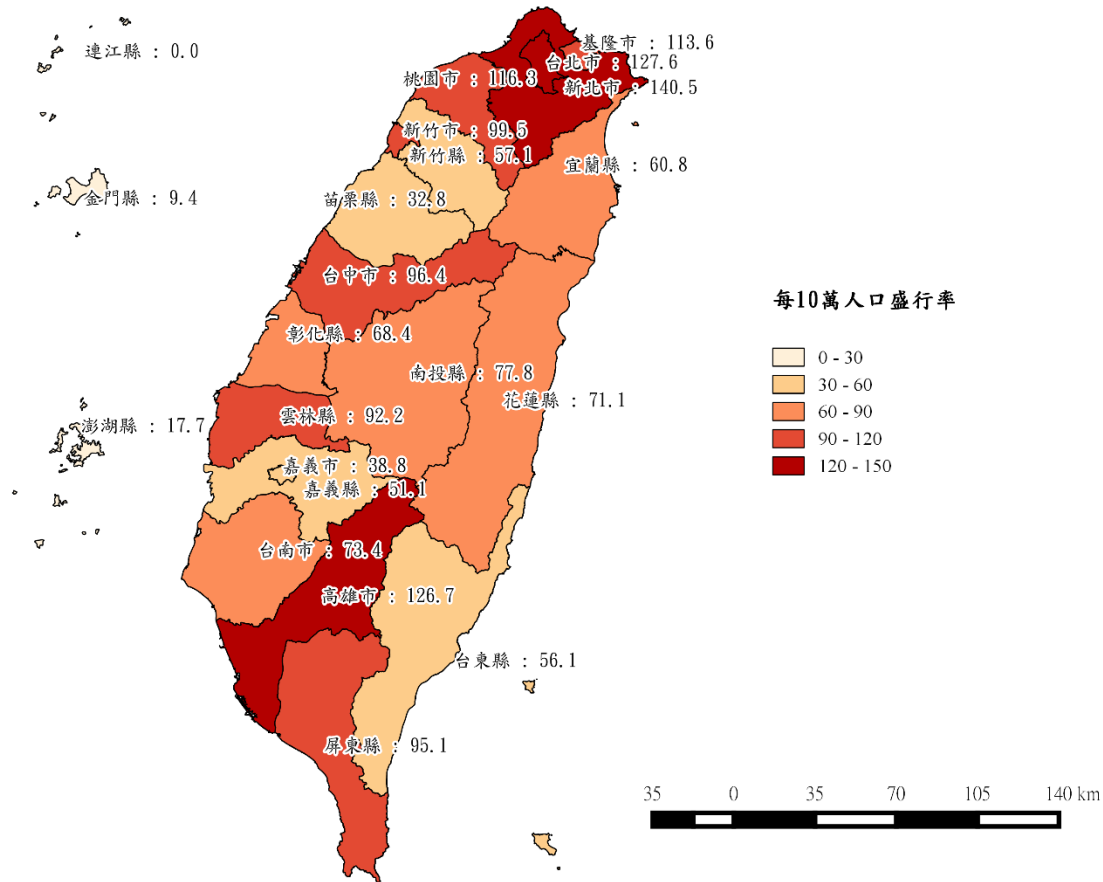 連江縣 : 0.0
基隆市 : 113.6
台北市 : 127.6
桃園市 : 116.3
新北市 : 140.5
新竹市 : 99.5
新竹縣 : 57.1
宜蘭縣 : 60.8
金門縣 : 9.4
苗栗縣 : 32.8
台中市 : 96.4
彰化縣 : 68.4
南投縣 : 77.8
花蓮縣 : 71.1
雲林縣 : 92.2
澎湖縣 : 17.7
嘉義市 : 38.8
嘉義縣 : 51.1
台南市 : 73.4
高雄市 : 126.7
台東縣 : 56.1
屏東縣 : 95.1
每10萬人口盛行率
0 - 30
30 - 60
60 - 90
90 - 120
120 - 150
35 0 35 70 105 140 km